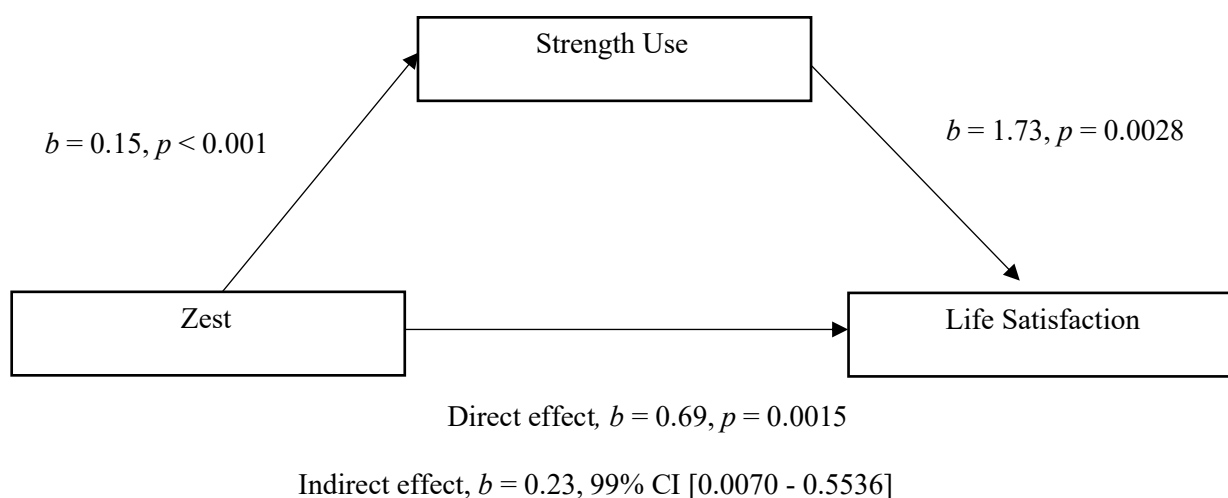 Strength Use
b = 0.15, p < 0.001
b = 1.73, p = 0.0028
Zest
Life Satisfaction
Direct effect, b = 0.69, p = 0.0015
Indirect effect, b = 0.23, 99% CI [0.0070 - 0.5536]